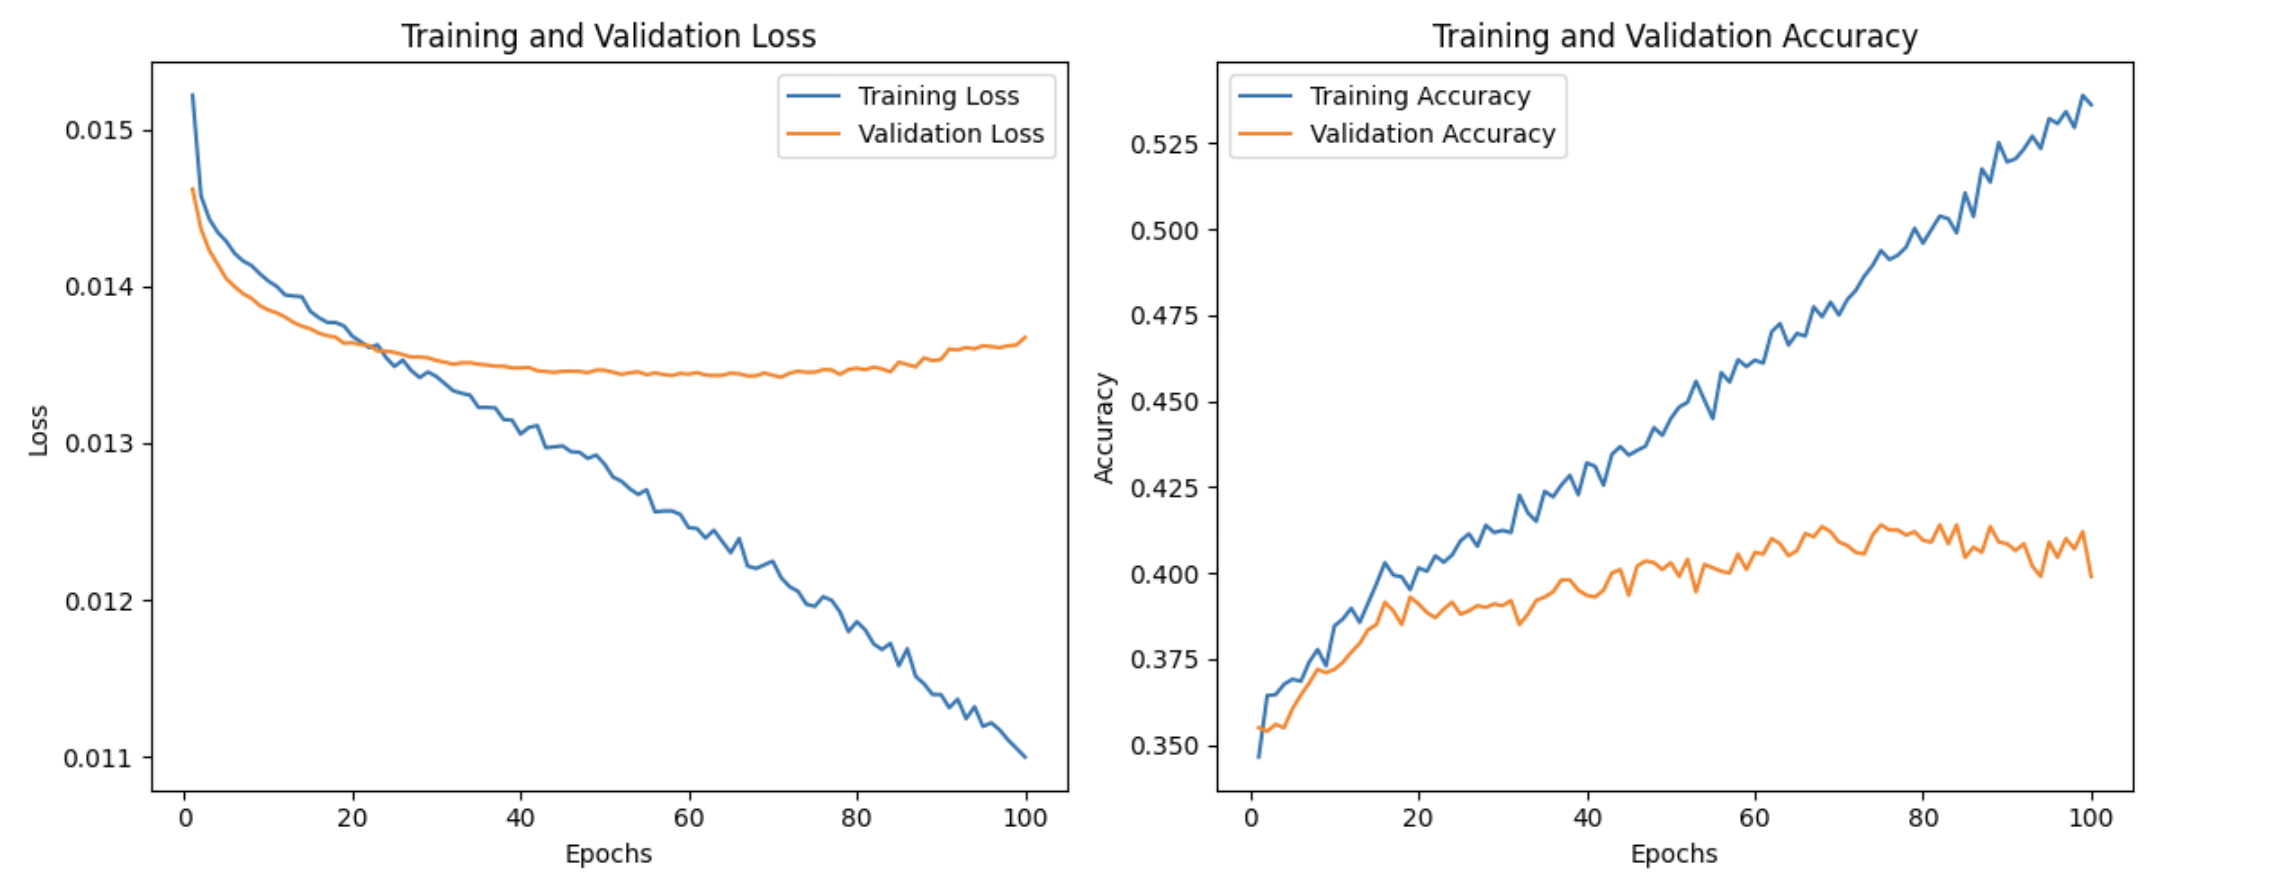 Training and Validation Loss
Training Loss
Validation Loss
0.015
0.014
0.013
0.012
0.011
Loss
0 20 40 60 80 100
Epochs
Training and Validation Accuracy
Training Accuracy
Validation Accuracy
0.525
0.500
0.475
0.450
0.425
0.400
0.375
0.350
Accuracy
0 20 40 60 80 100
Epochs